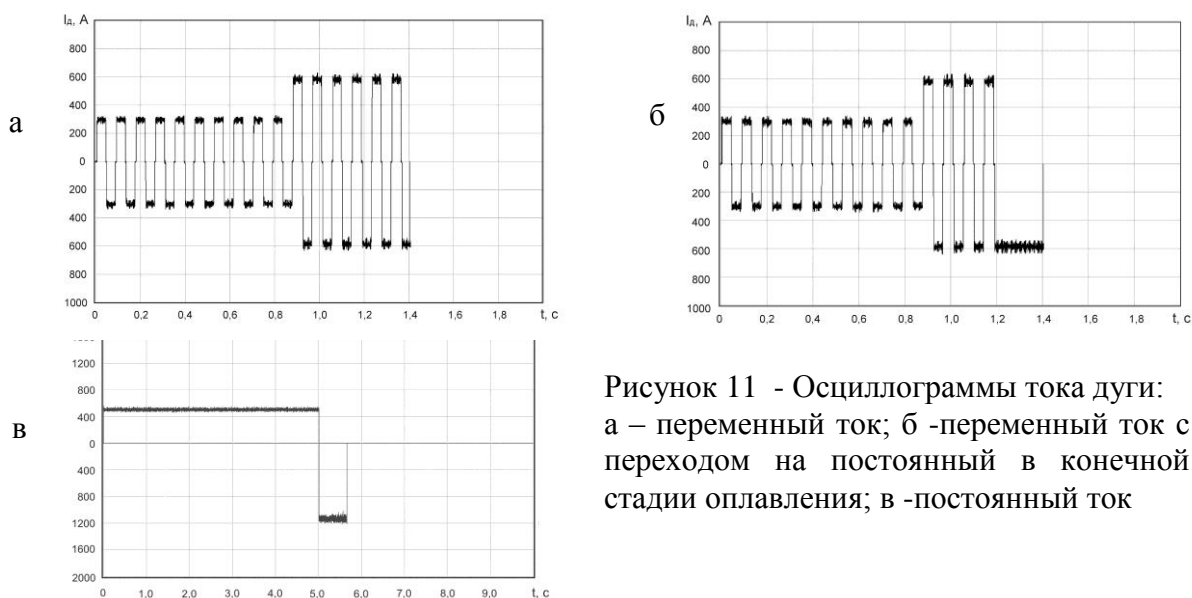 Iд, А
800
600
400
200
0
200
400
600
800
1000
0 0,2 0,4 0,6 0,8 1,0 1,2 1,4 1,6 1,8 t, с
а
Iд, А
800
600
400
200
0
200
400
600
800
1000
0 0,2 0,4 0,6 0,8 1,0 1,2 1,4 1,6 1,8 t, с
б
1200
800
400
0
400
800
1200
1600
2000
0 1,0 2,0 3,0 4,0 5,0 6,0 7,0 8,0 9,0 t, с
в
Рисунок 11 - Осциллограммы тока дуги:
а – переменный ток; б -переменный ток с
переходом на постоянный в конечной
стадии оплавления; в -постоянный ток